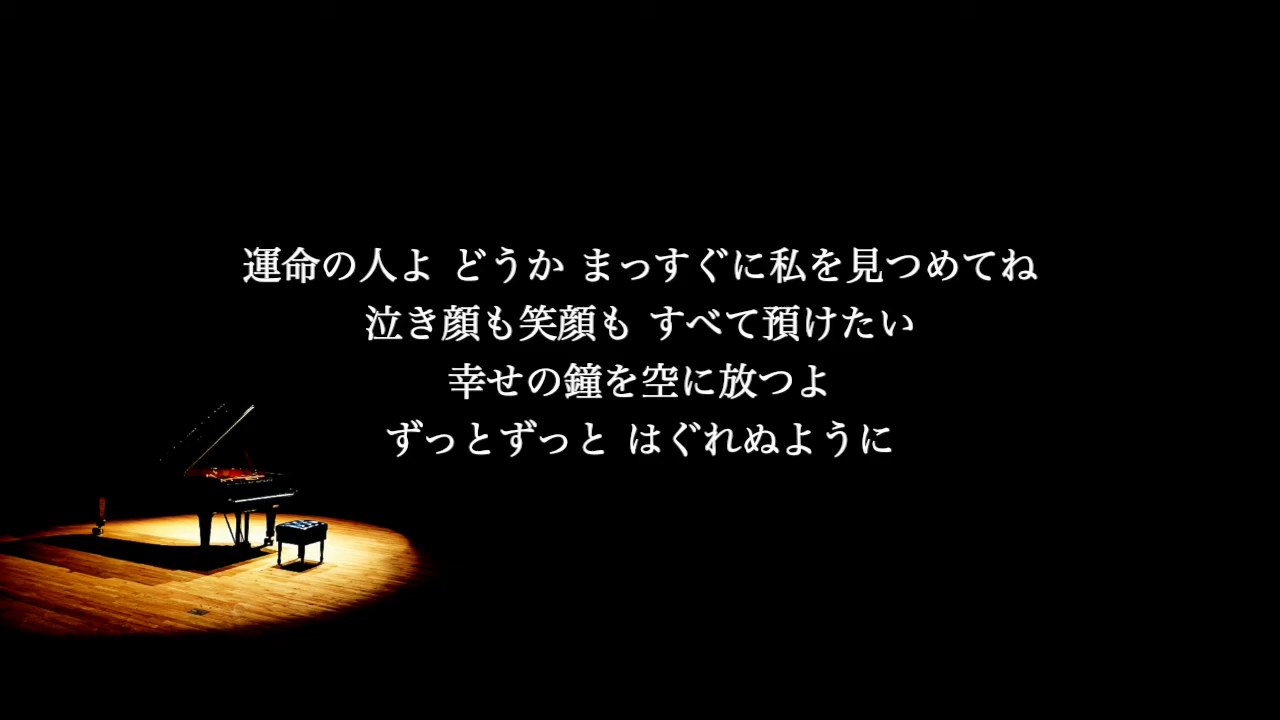 運命の人よ どうか まっすぐに私を見つめてね
泣き顔も笑顔も すべて預けたい
幸せの鐘を空に放つよ
ずっとずっと はぐれぬように